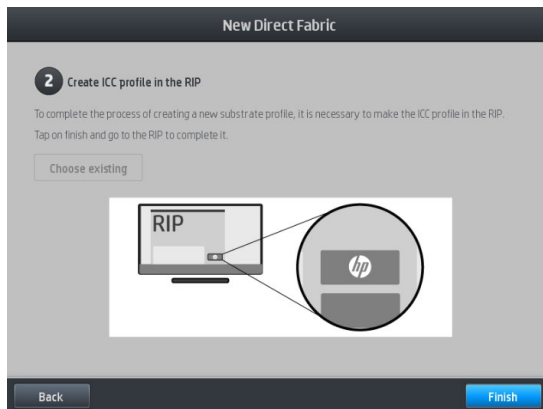 New Direct Fabric
2 Create ICC profile in the RIP
To complete the process of creating a new substrate profile, it is necessary to make the ICC profile in the RIP.
Tap on finish and go to the RIP to complete it.
Choose existing
RIP
hp
Back
Finish